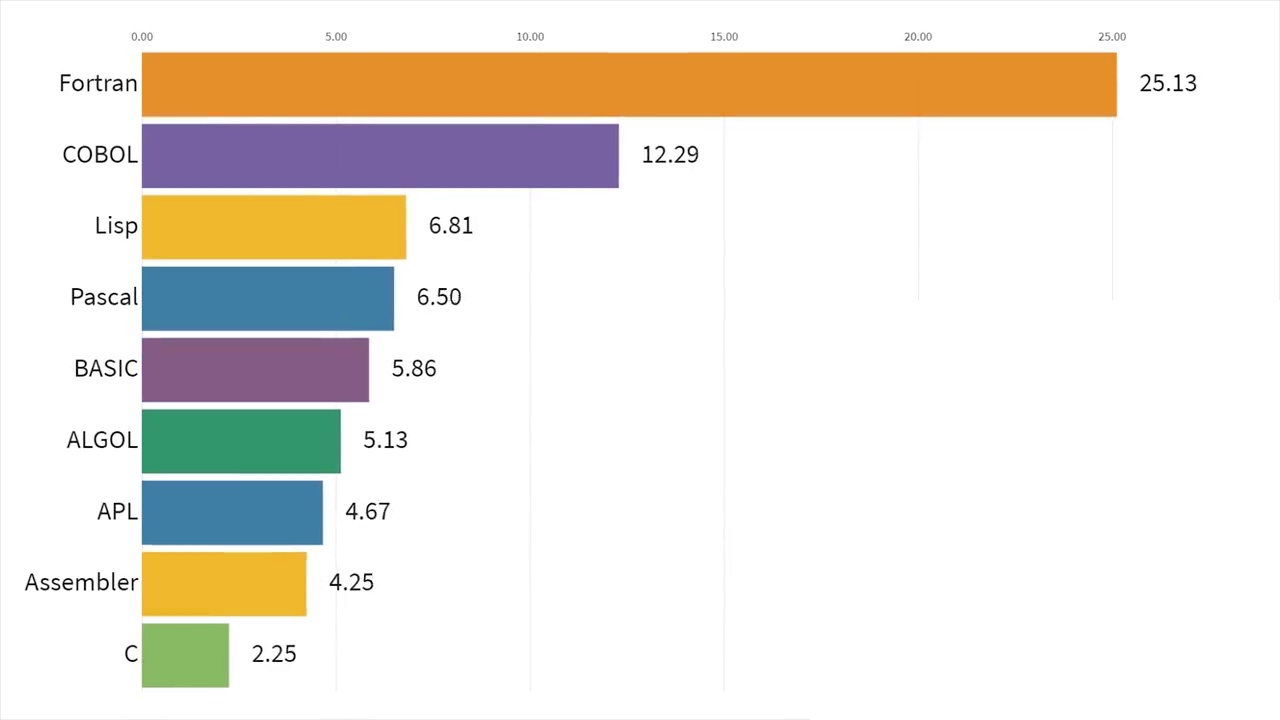 0.00 5.00 10.00 15.00 20.00 25.00
Fortran 25.13
COBOL 12.29
Lisp 6.81
Pascal 6.50
BASIC 5.86
ALGOL 5.13
APL 4.67
Assembler 4.25
C 2.25